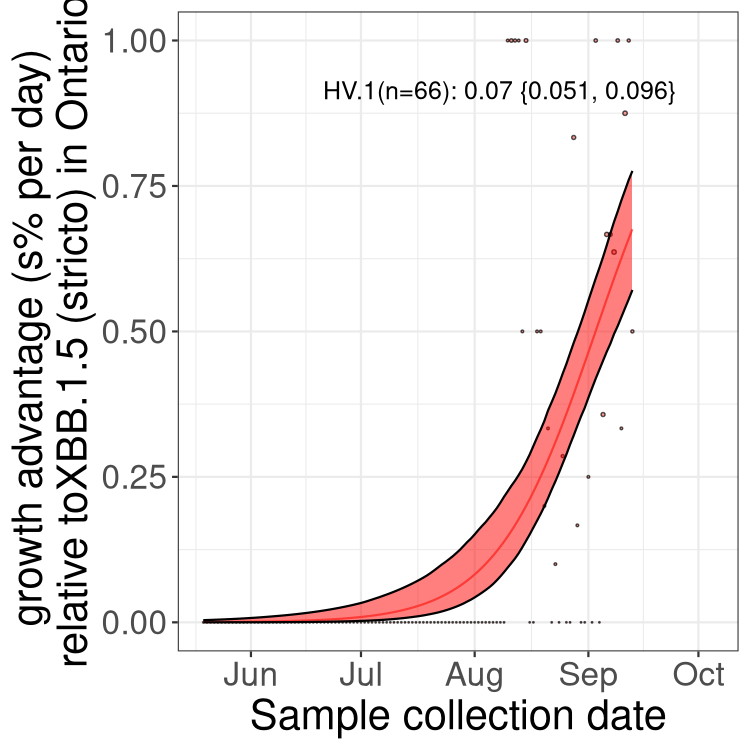 growth advantage (s% per day)
relative toXBB.1.5 (stricto) in Ontario
1.00
0.75
0.50
0.25
0.00
HV.1(n=66): 0.07 {0.051, 0.096}
Jun Jul Aug Sep Oct
Sample collection date